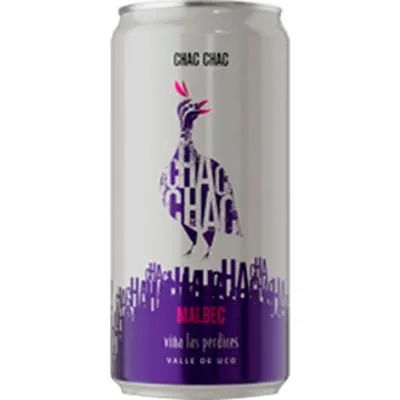 CHAC CHAC
CHAC
CHAC
MALBEC
viña las perdices
VALLE DE UCO